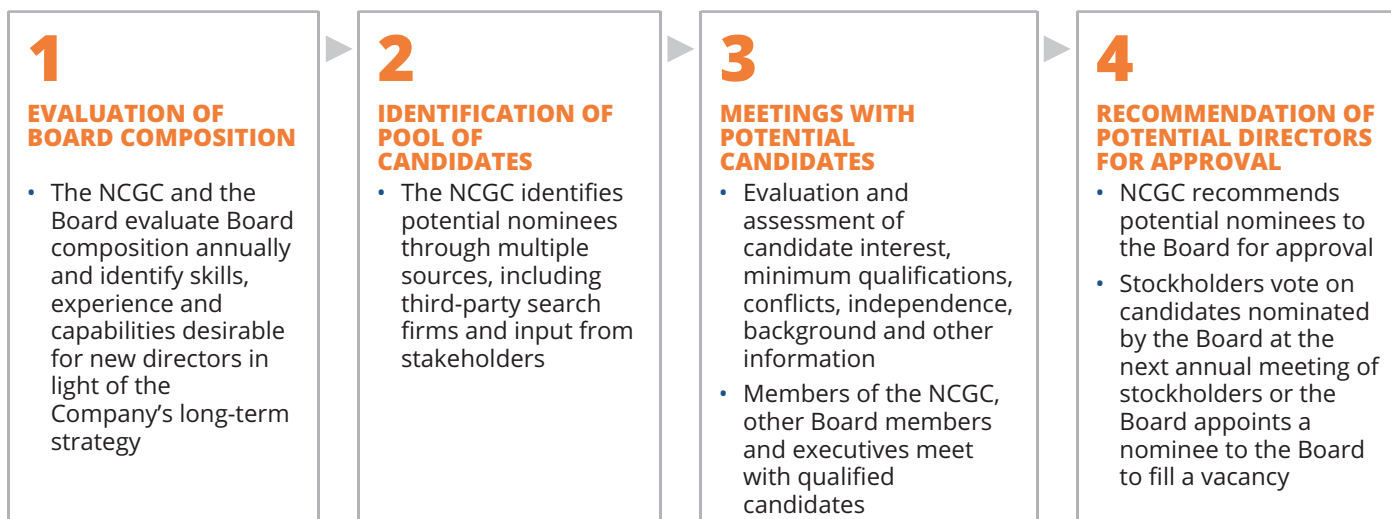 1
EVALUATION OF
BOARD COMPOSITION
• The NCGC and the
Board evaluate Board
composition annually
and identify skills,
experience and
capabilities desirable
for new directors in
light of the
Company’s long-term
strategy
2
IDENTIFICATION OF
POOL OF
CANDIDATES
• The NCGC identifies
potential nominees
through multiple
sources, including
third-party search
firms and input from
stakeholders
3
MEETINGS WITH
POTENTIAL
CANDIDATES
• Evaluation and
assessment of
candidate interest,
minimum qualifications,
conflicts, independence,
background and other
information
• Members of the NCGC,
other Board members
and executives meet
with qualified
candidates
4
RECOMMENDATION OF
POTENTIAL DIRECTORS
FOR APPROVAL
• NCGC recommends
potential nominees to
the Board for approval
• Stockholders vote on
candidates nominated
by the Board at the
next annual meeting of
stockholders or the
Board appoints a
nominee to the Board
to fill a vacancy